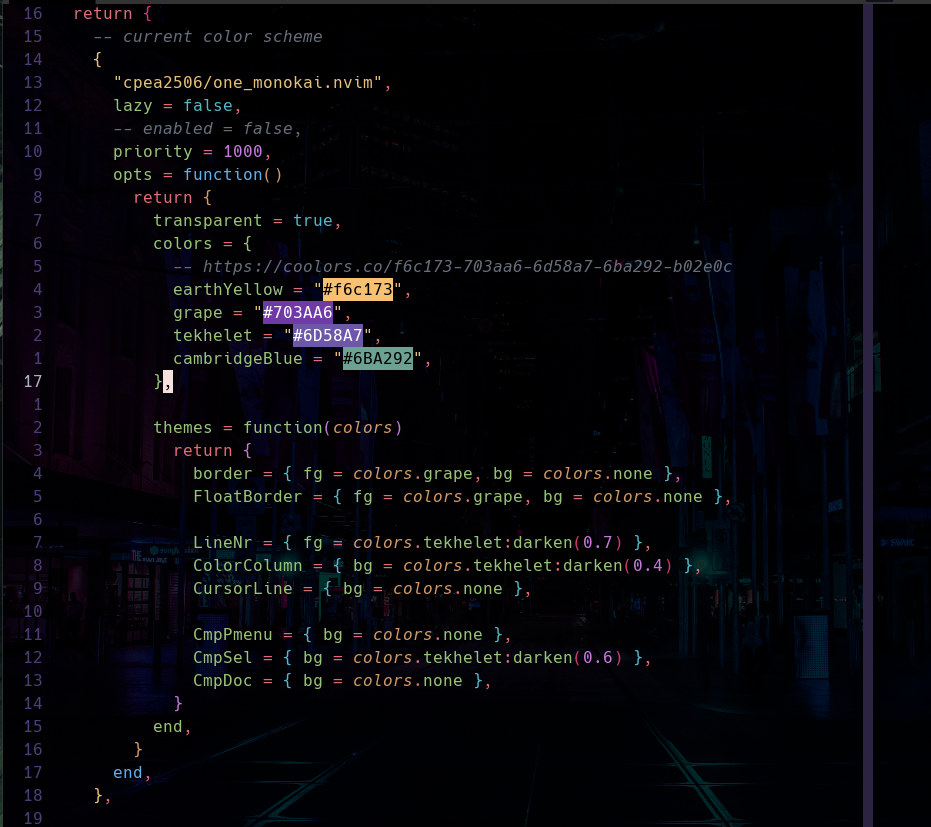 16 return {
15 -- current color scheme
14 {
13 "cpea2506/one_monokai.nvim",
12 lazy = false,
11 -- enabled = false,
10 priority = 1000,
9 opts = function()
8 return {
7 transparent = true,
6 colors = {
5 -- https://coolors.co/f6c173-703aa6-6d58a7-6ba292-b02e0c
4 earthYellow = "#f6c173",
3 grape = "#703AA6",
2 tekhelet = "#6D58A7",
1 cambridgeBlue = "#6BA292",
17 },
1
2 themes = function(colors)
3 return {
4 border = { fg = colors.grape, bg = colors.none },
5 FloatBorder = { fg = colors.grape, bg = colors.none },
6
7 LineNr = { fg = colors.tekhelet:darken(0.7) },
8 ColorColumn = { bg = colors.tekhelet:darken(0.4) },
9 CursorLine = { bg = colors.none },
10
11 CmpPmenu = { bg = colors.none },
12 CmpSel = { bg = colors.tekhelet:darken(0.6) },
13 CmpDoc = { bg = colors.none },
14 }
15 end,
16 }
17 end,
18 },
19